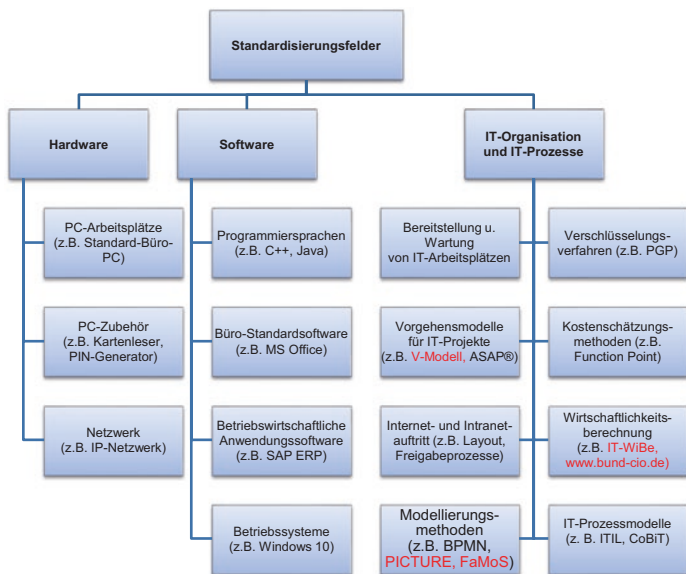 Standardisierungsfelder
Hardware
Software
IT-Organisation
und IT-Prozesse
PC-Arbeitsplätze
(z.B. Standard-Büro-
PC)
PC-Zubehör
(z.B. Kartenleser,
PIN-Generator)
Netzwerk
(z.B. IP-Netzwerk)
Programmiersprachen
(z.B. C++, Java)
Büro-Standardsoftware
(z.B. MS Office)
Betriebswirtschaftliche
Anwendungssoftware
(z.B. SAP ERP)
Betriebssysteme
(z.B. Windows 10)
Bereitstellung u.
Wartung
von IT-Arbeitsplätzen
Vorgehensmodelle
für IT-Projekte
(z.B. V-Modell, ASAP®)
Internet- und Intranet-
auftritt (z.B. Layout,
Freigabeprozesse)
Modellierungs-
methoden
(z.B. BPMN,
PICTURE, FaMoS)
Verschlüsselungs-
verfahren (z.B. PGP)
Kostenschätzungs-
methoden (z.B.
Function Point)
Wirtschaftlichkeits-
berechnung
(z.B. IT-WiBe,
www.bund-cio.de)
IT-Prozessmodelle
(z. B. ITIL, CoBiT)